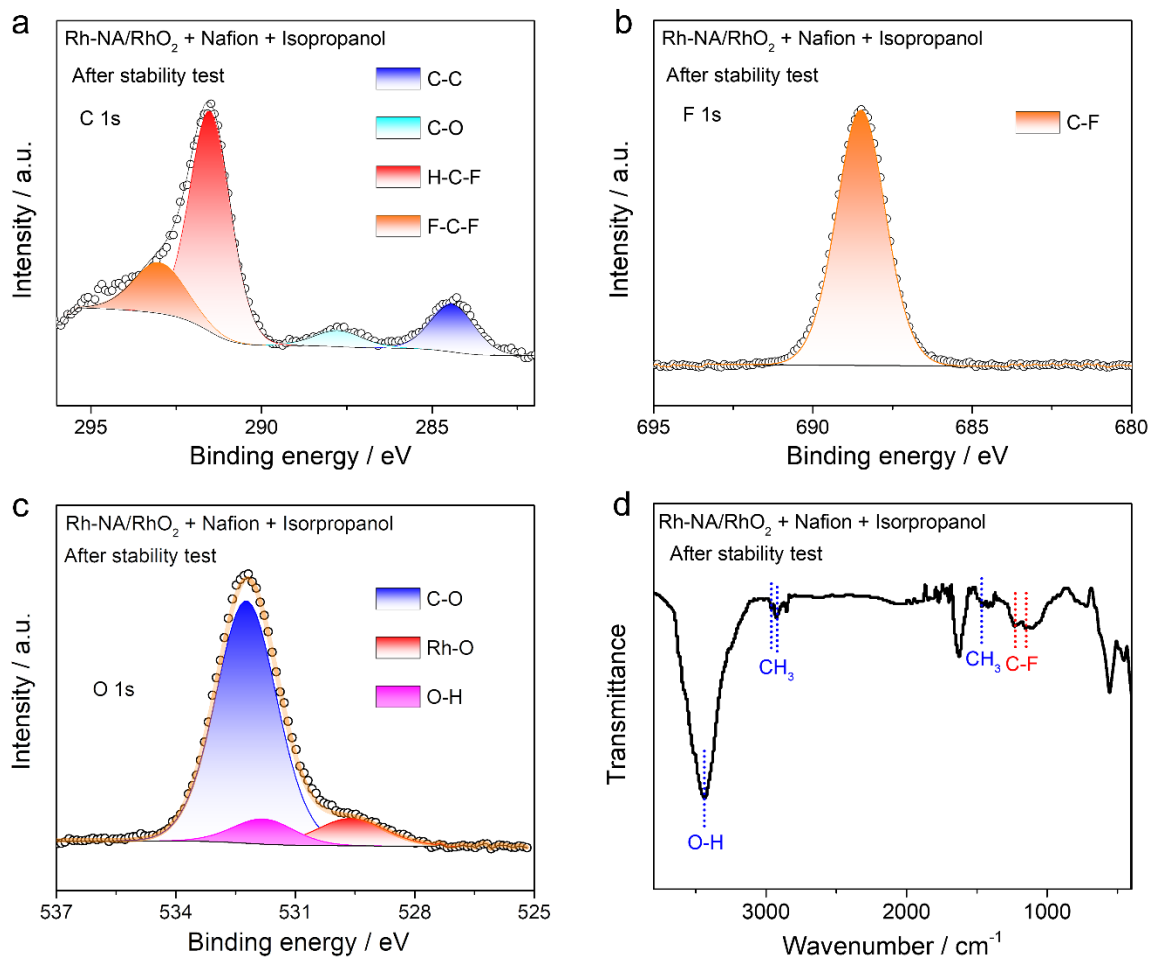 a
Rh-NA/RhO₂ + Nafion + Isopropanol
After stability test
C 1s
C-C
C-O
H-C-F
F-C-F
Intensity / a.u.
295
290
285
Binding energy / eV
b
Rh-NA/RhO₂ + Nafion + Isopropanol
After stability test
F 1s
C-F
Intensity / a.u.
695
690
685
680
Binding energy / eV
c
Rh-NA/RhO₂ + Nafion + Isorpropanol
After stability test
O 1s
C-O
Rh-O
O-H
Intensity / a.u.
537
534
531
528
525
Binding energy / eV
d
Rh-NA/RhO₂ + Nafion + Isorpropanol
After stability test
CH₃
CH₃
C-F
O-H
Transmittance
3000
2000
1000
Wavenumber / cm⁻¹